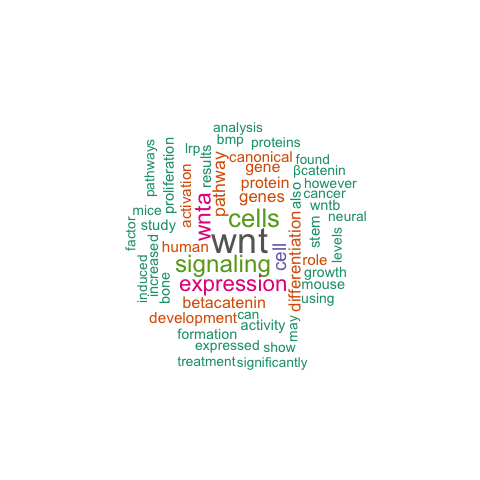 analysis
bmp
proteins
lrp
canonical
found
pathways
proliferation
results
pathway
gene
βcatenin
activation
protein
also
however
genes
cancer
wnta
mice
cells
wntb
factor
study
differentiation
stem
neural
human
wnt
cell
levels
signaling
role
induced
increased
bone
expression
growth
mouse
betacatenin
using
development
can
activity
may
formation
expressed
show
treatment
significantly